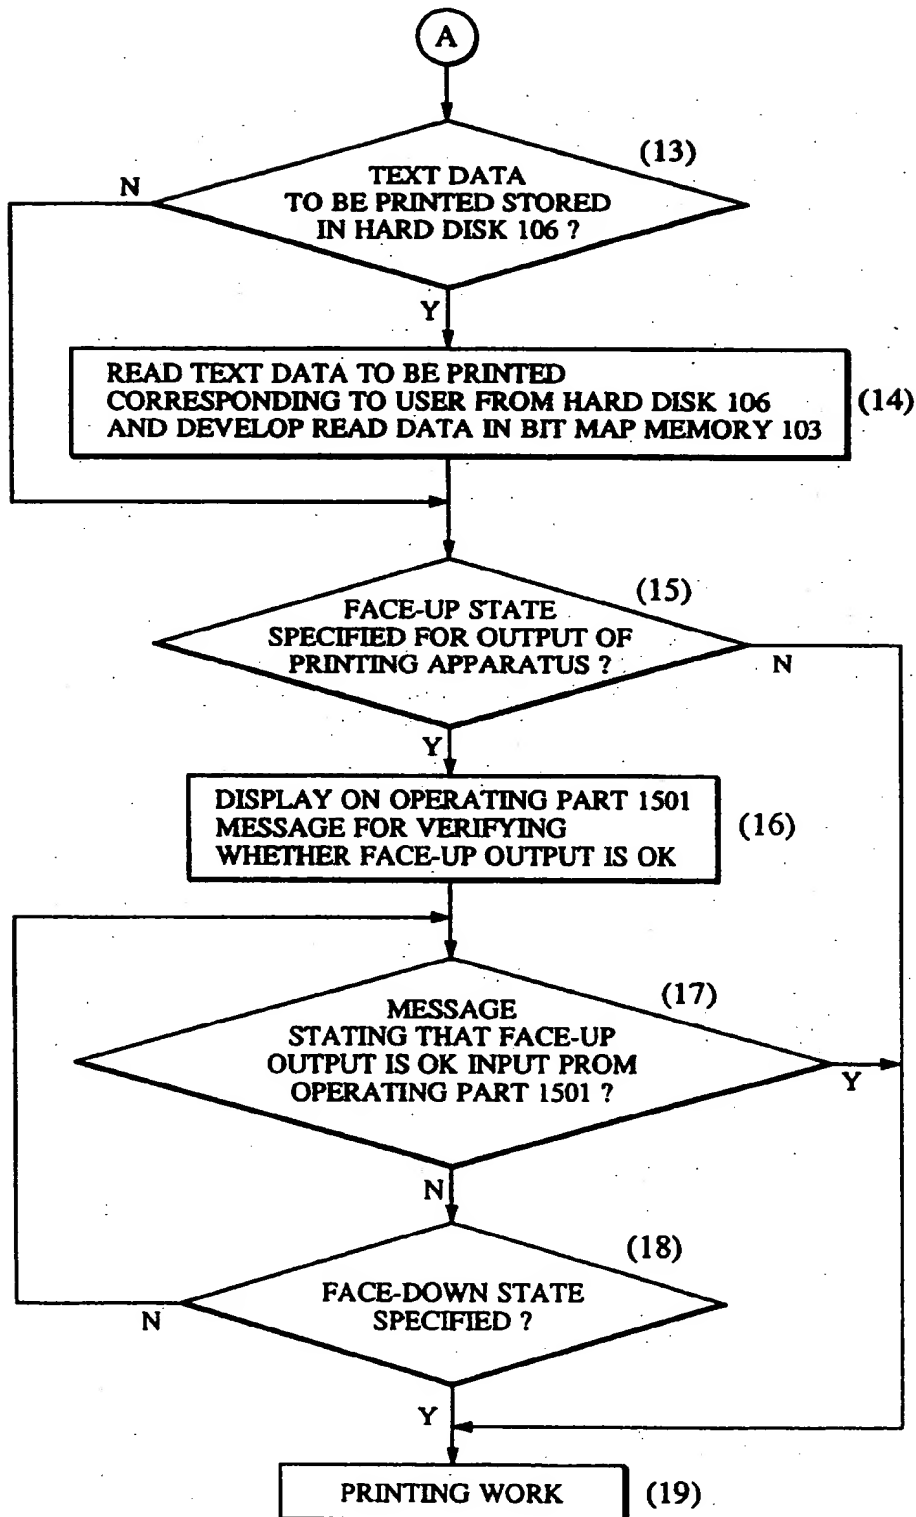 A
(13)
TEXT DATA
TO BE PRINTED STORED
IN HARD DISK 106 ?
N
Y
READ TEXT DATA TO BE PRINTED
CORRESPONDING TO USER FROM HARD DISK 106
AND DEVELOP READ DATA IN BIT MAP MEMORY 103
(14)
(15)
FACE-UP STATE
SPECIFIED FOR OUTPUT OF
PRINTING APPARATUS ?
N
Y
DISPLAY ON OPERATING PART 1501
MESSAGE FOR VERIFYING
WHETHER FACE-UP OUTPUT IS OK
(16)
(17)
MESSAGE
STATING THAT FACE-UP
OUTPUT IS OK INPUT PROM
OPERATING PART 1501 ?
Y
N
(18)
FACE-DOWN STATE
SPECIFIED ?
N
Y
PRINTING WORK
(19)